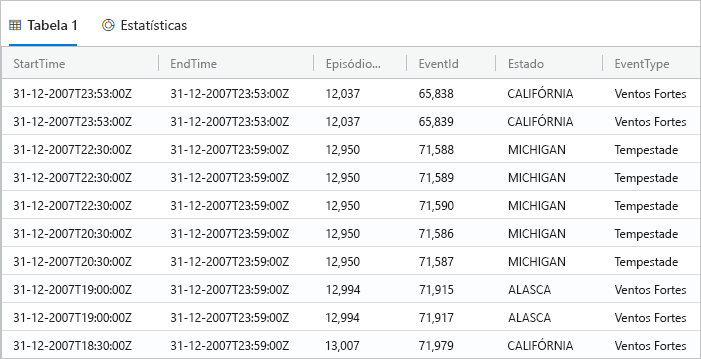 Tabela 1 Estatísticas
StartTime EndTime Episódio... EventId Estado EventType
31-12-2007T23:53:00Z 31-12-2007T23:53:00Z 12,037 65,838 CALIFÓRNIA Ventos Fortes
31-12-2007T23:53:00Z 31-12-2007T23:53:00Z 12,037 65,839 CALIFÓRNIA Ventos Fortes
31-12-2007T22:30:00Z 31-12-2007T23:59:00Z 12,950 71,588 MICHIGAN Tempestade
31-12-2007T22:30:00Z 31-12-2007T23:59:00Z 12,950 71,589 MICHIGAN Tempestade
31-12-2007T22:30:00Z 31-12-2007T23:59:00Z 12,950 71,590 MICHIGAN Tempestade
31-12-2007T20:30:00Z 31-12-2007T23:59:00Z 12,950 71,586 MICHIGAN Tempestade
31-12-2007T20:30:00Z 31-12-2007T23:59:00Z 12,950 71,587 MICHIGAN Tempestade
31-12-2007T19:00:00Z 31-12-2007T23:59:00Z 12,994 71,915 ALASCA Ventos Fortes
31-12-2007T19:00:00Z 31-12-2007T23:59:00Z 12,994 71,917 ALASCA Ventos Fortes
31-12-2007T18:30:00Z 31-12-2007T23:59:00Z 13,007 71,979 CALIFÓRNIA Ventos Fortes